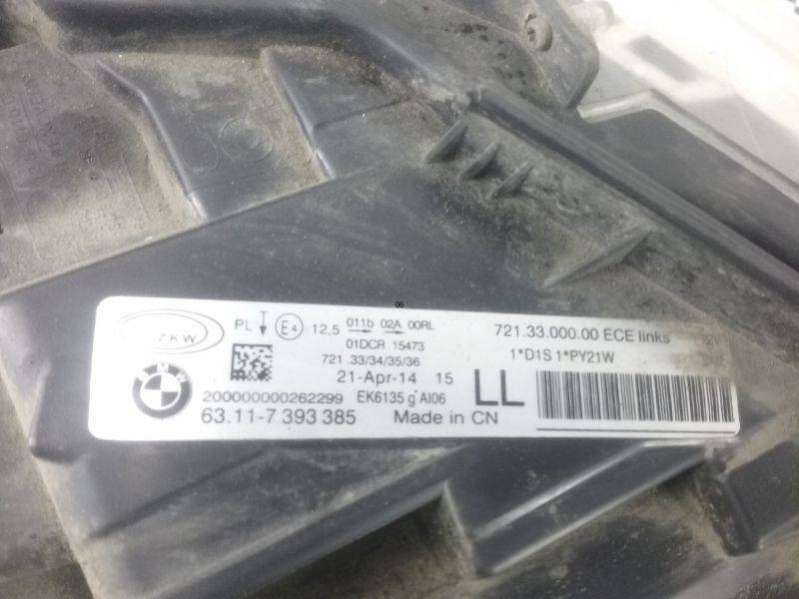 ZKW
PL E4 12,5 011b 02A 00RL
01DCR 15473
721.33/34/35/36
21-Apr-14 15
721.33.000.00 ECE links
1*D1S 1*PY21W
BMW
200000000262299 EK6135 g*AI06
63.11-7 393 385 Made in CN
LL